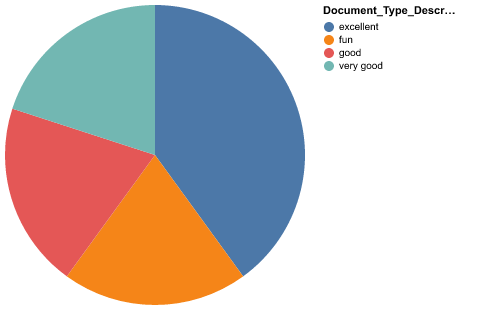 Document_Type_Descr…
excellent
fun
good
very good